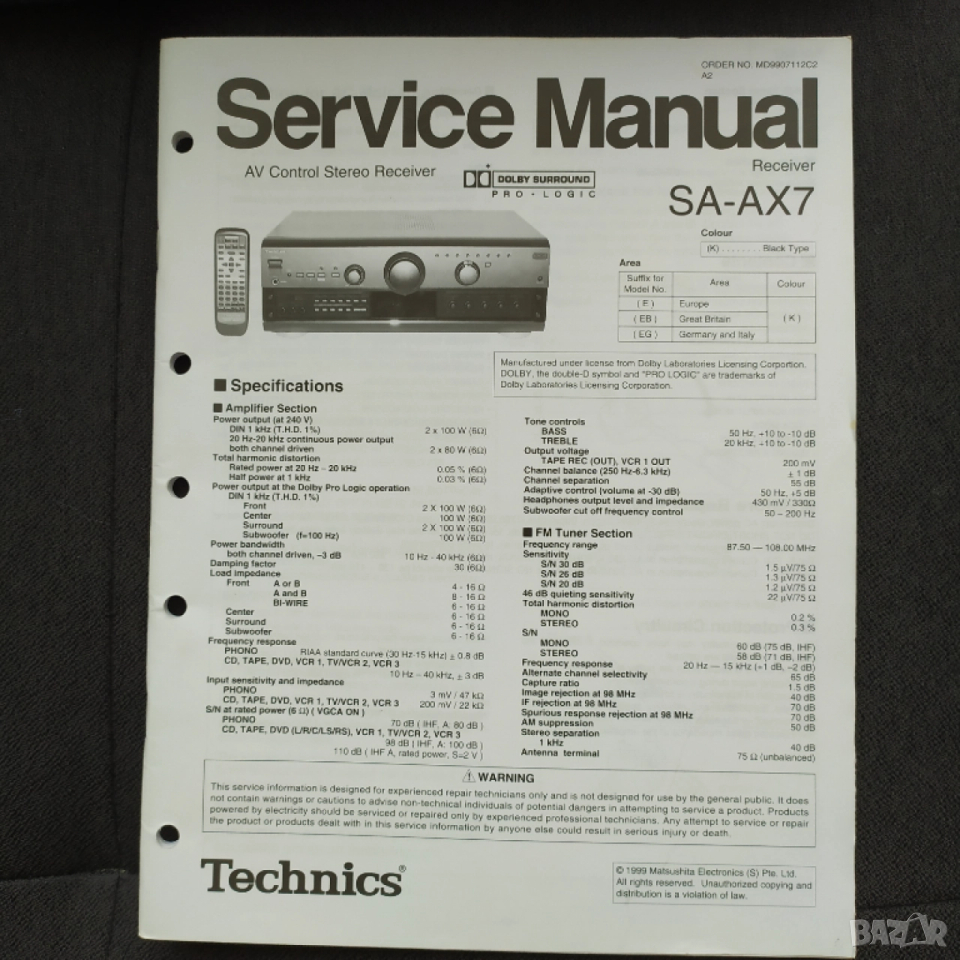 ORDER NO. MD9907112C2
A2
Service Manual
AV Control Stereo Receiver
DOLBY SURROUND
PRO - LOGIC
Receiver
SA-AX7
Colour
(K) . . . . . . . . Black Type
Area
Suffix for Model No. Area Colour
( E ) Europe
( EB ) Great Britain ( K )
( EG ) Germany and Italy
Manufactured under license from Dolby Laboratories Licensing Corportion.
DOLBY, the double-D symbol and "PRO LOGIC" are trademarks of
Dolby Laboratories Licensing Corporation.
■ Specifications
■ Amplifier Section
Power output (at 240 V)
DIN 1 kHz (T.H.D. 1%) 2 x 100 W (6Ω)
20 Hz-20 kHz continuous power output
both channel driven 2 x 80 W (6Ω)
Total harmonic distortion
Rated power at 20 Hz – 20 kHz 0.05 % (6Ω)
Half power at 1 kHz 0.03 % (6Ω)
Power output at the Dolby Pro Logic operation
DIN 1 kHz (T.H.D. 1%)
Front 2 X 100 W (6Ω)
Center 100 W (6Ω)
Surround 2 X 100 W (6Ω)
Subwoofer (f=100 Hz) 100 W (6Ω)
Power bandwidth
both channel driven, –3 dB 10 Hz - 40 kHz (6Ω)
Damping factor 30 (6Ω)
Load impedance
Front A or B 4 - 16 Ω
A and B 8 - 16 Ω
BI-WIRE 6 - 16 Ω
Center 6 - 16 Ω
Surround 6 - 16 Ω
Subwoofer 6 - 16 Ω
Frequency response
PHONO RIAA standard curve (30 Hz-15 kHz) ± 0.8 dB
CD, TAPE, DVD, VCR 1, TV/VCR 2, VCR 3
10 Hz – 40 kHz, ± 3 dB
Input sensitivity and impedance
PHONO 3 mV / 47 kΩ
CD, TAPE, DVD, VCR 1, TV/VCR 2, VCR 3 200 mV / 22 kΩ
S/N at rated power (6 Ω) ( VGCA ON )
PHONO 70 dB ( IHF, A: 80 dB )
CD, TAPE, DVD (L/R/C/LS/RS), VCR 1, TV/VCR 2, VCR 3
98 dB ( IHF, A: 100 dB )
110 dB ( IHF A, rated power, S=2 V )
Tone controls
BASS 50 Hz, +10 to -10 dB
TREBLE 20 kHz, +10 to -10 dB
Output voltage
TAPE REC (OUT), VCR 1 OUT 200 mV
Channel balance (250 Hz-6.3 kHz) ± 1 dB
Channel separation 55 dB
Adaptive control (volume at -30 dB) 50 Hz, +5 dB
Headphones output level and impedance 430 mV / 330Ω
Subwoofer cut off frequency control 50 – 200 Hz
■ FM Tuner Section
Frequency range 87.50 — 108.00 MHz
Sensitivity
S/N 30 dB 1.5 µV/75 Ω
S/N 26 dB 1.3 µV/75 Ω
S/N 20 dB 1.2 µV/75 Ω
46 dB quieting sensitivity 22 µV/75 Ω
Total harmonic distortion
MONO 0.2 %
STEREO 0.3 %
S/N
MONO 60 dB (75 dB, IHF)
STEREO 58 dB (71 dB, IHF)
Frequency response 20 Hz — 15 kHz (+1 dB, –2 dB)
Alternate channel selectivity 65 dB
Capture ratio 1.5 dB
Image rejection at 98 MHz 40 dB
IF rejection at 98 MHz 70 dB
Spurious response rejection at 98 MHz 70 dB
AM suppression 50 dB
Stereo separation
1 kHz 40 dB
Antenna terminal 75 Ω (unbalanced)
⚠ WARNING
This service information is designed for experienced repair technicians only and is not designed for use by the general public. It does
not contain warnings or cautions to advise non-technical individuals of potential dangers in attempting to service a product. Products
powered by electricity should be serviced or repaired only by experienced professional technicians. Any attempt to service or repair
the product or products dealt with in this service information by anyone else could result in serious injury or death.
Technics®
© 1999 Matsushita Electronics (S) Pte. Ltd.
All rights reserved. Unauthorized copying and
distribution is a violation of law.
BAZAR